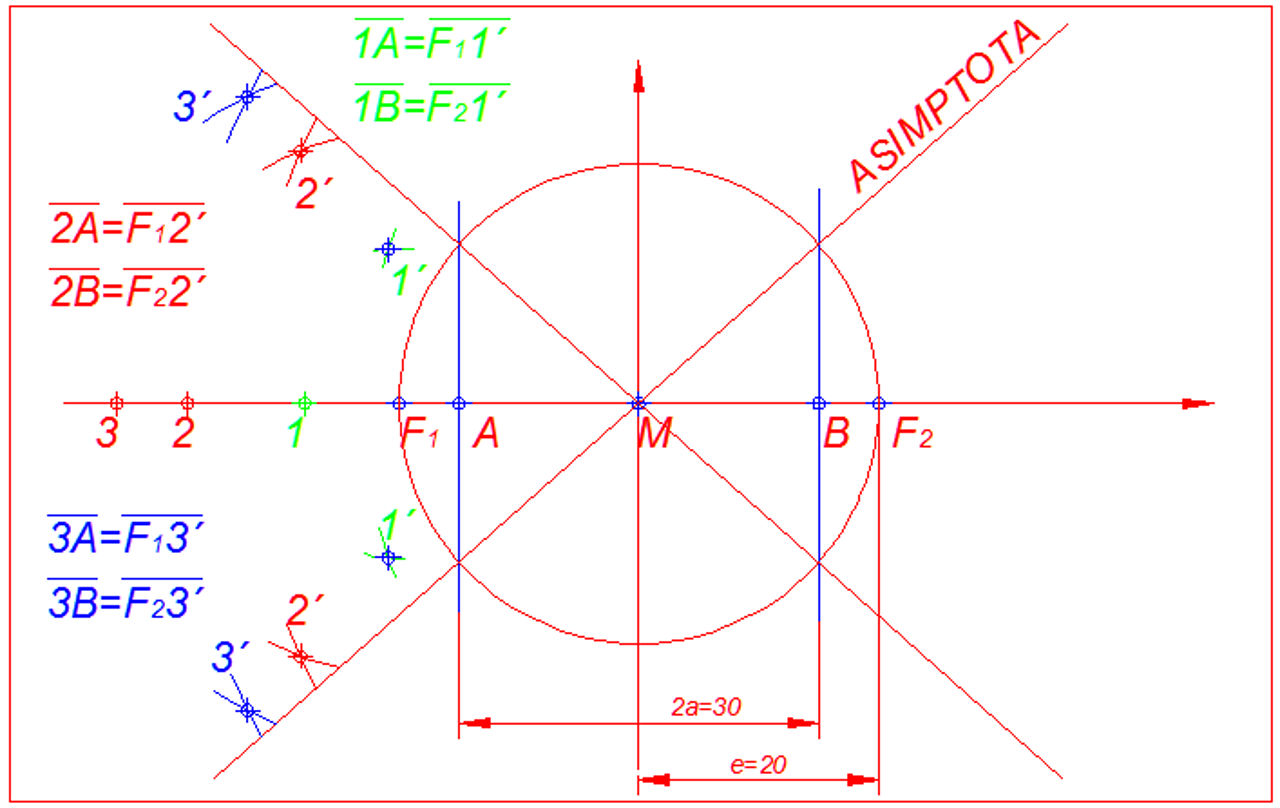 1A=F₁1´
1B=F₂1´
ASIMPTOTA
3´
2´
2A=F₁2´
2B=F₂2´
1´
3 2 1 F₁ A M B F₂
3A=F₁3´
3B=F₂3´
1´
2´
3´
2a=30
e=20